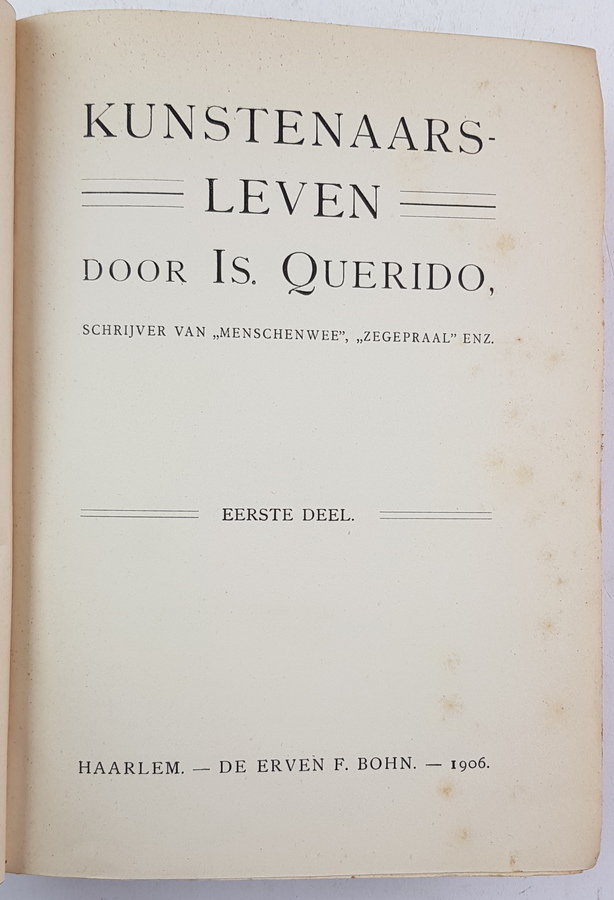 KUNSTENAARS-
LEVEN
DOOR IS. QUERIDO,
SCHRIJVER VAN „MENSCHENWEE”, „ZEGEPRAAL” ENZ.
EERSTE DEEL.
HAARLEM. — DE ERVEN F. BOHN. — 1906.